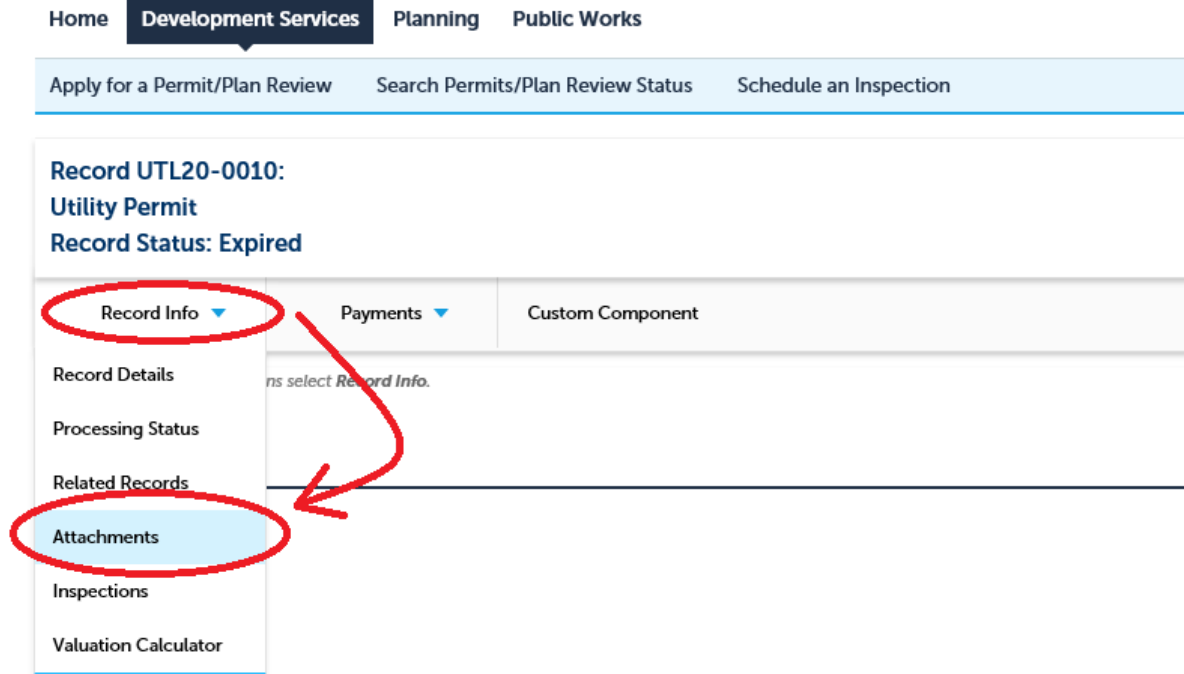 Home Development Services Planning Public Works
Apply for a Permit/Plan Review Search Permits/Plan Review Status Schedule an Inspection
Record UTL20-0010:
Utility Permit
Record Status: Expired
Record Info Payments Custom Component
Record Details
ns select Record Info.
Processing Status
Related Records
Attachments
Inspections
Valuation Calculator